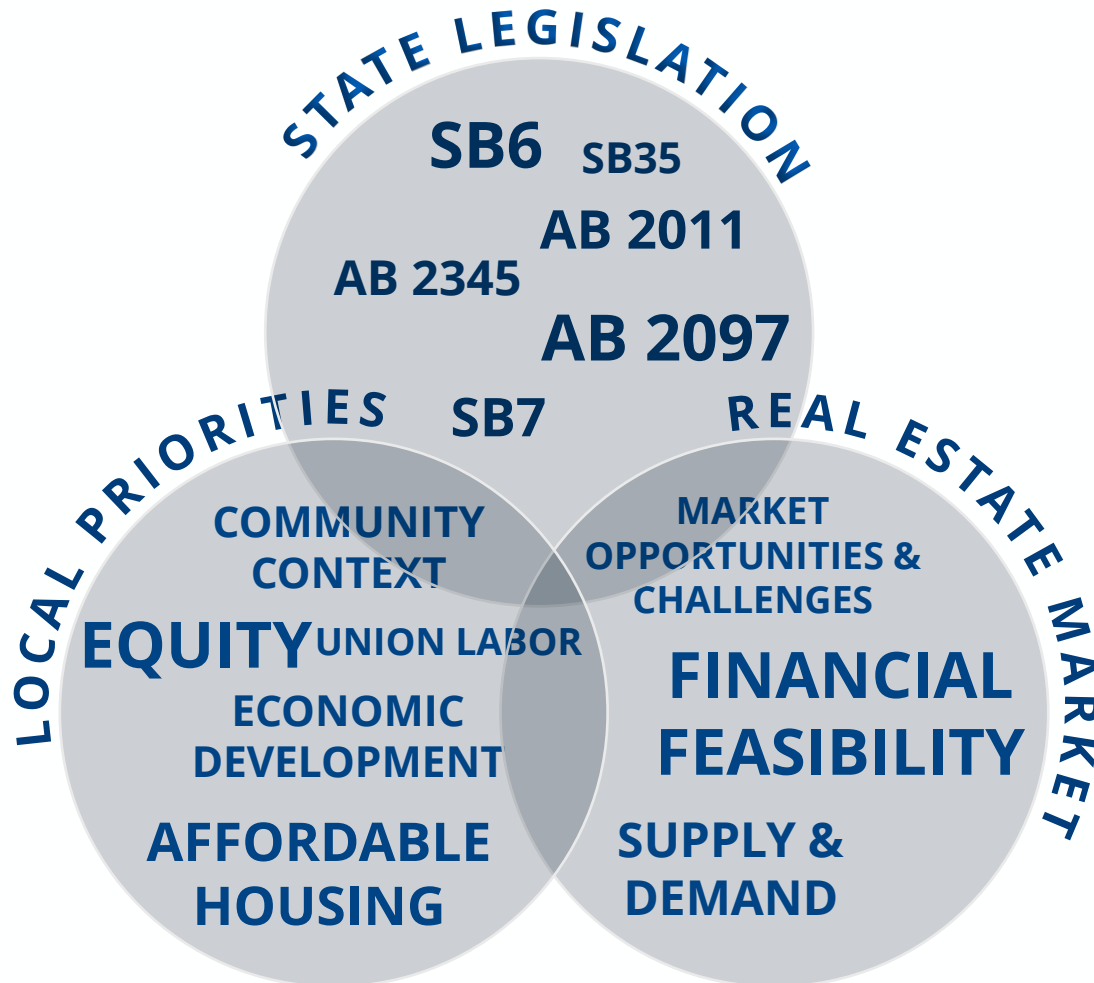 STATE LEGISLATION
SB6
SB35
AB 2011
AB 2345
AB 2097
SB7
LOCAL PRIORITIES
COMMUNITY
CONTEXT
EQUITY
UNION LABOR
ECONOMIC
DEVELOPMENT
AFFORDABLE
HOUSING
REAL ESTATE MARKET
MARKET
OPPORTUNITIES &
CHALLENGES
FINANCIAL
FEASIBILITY
SUPPLY &
DEMAND